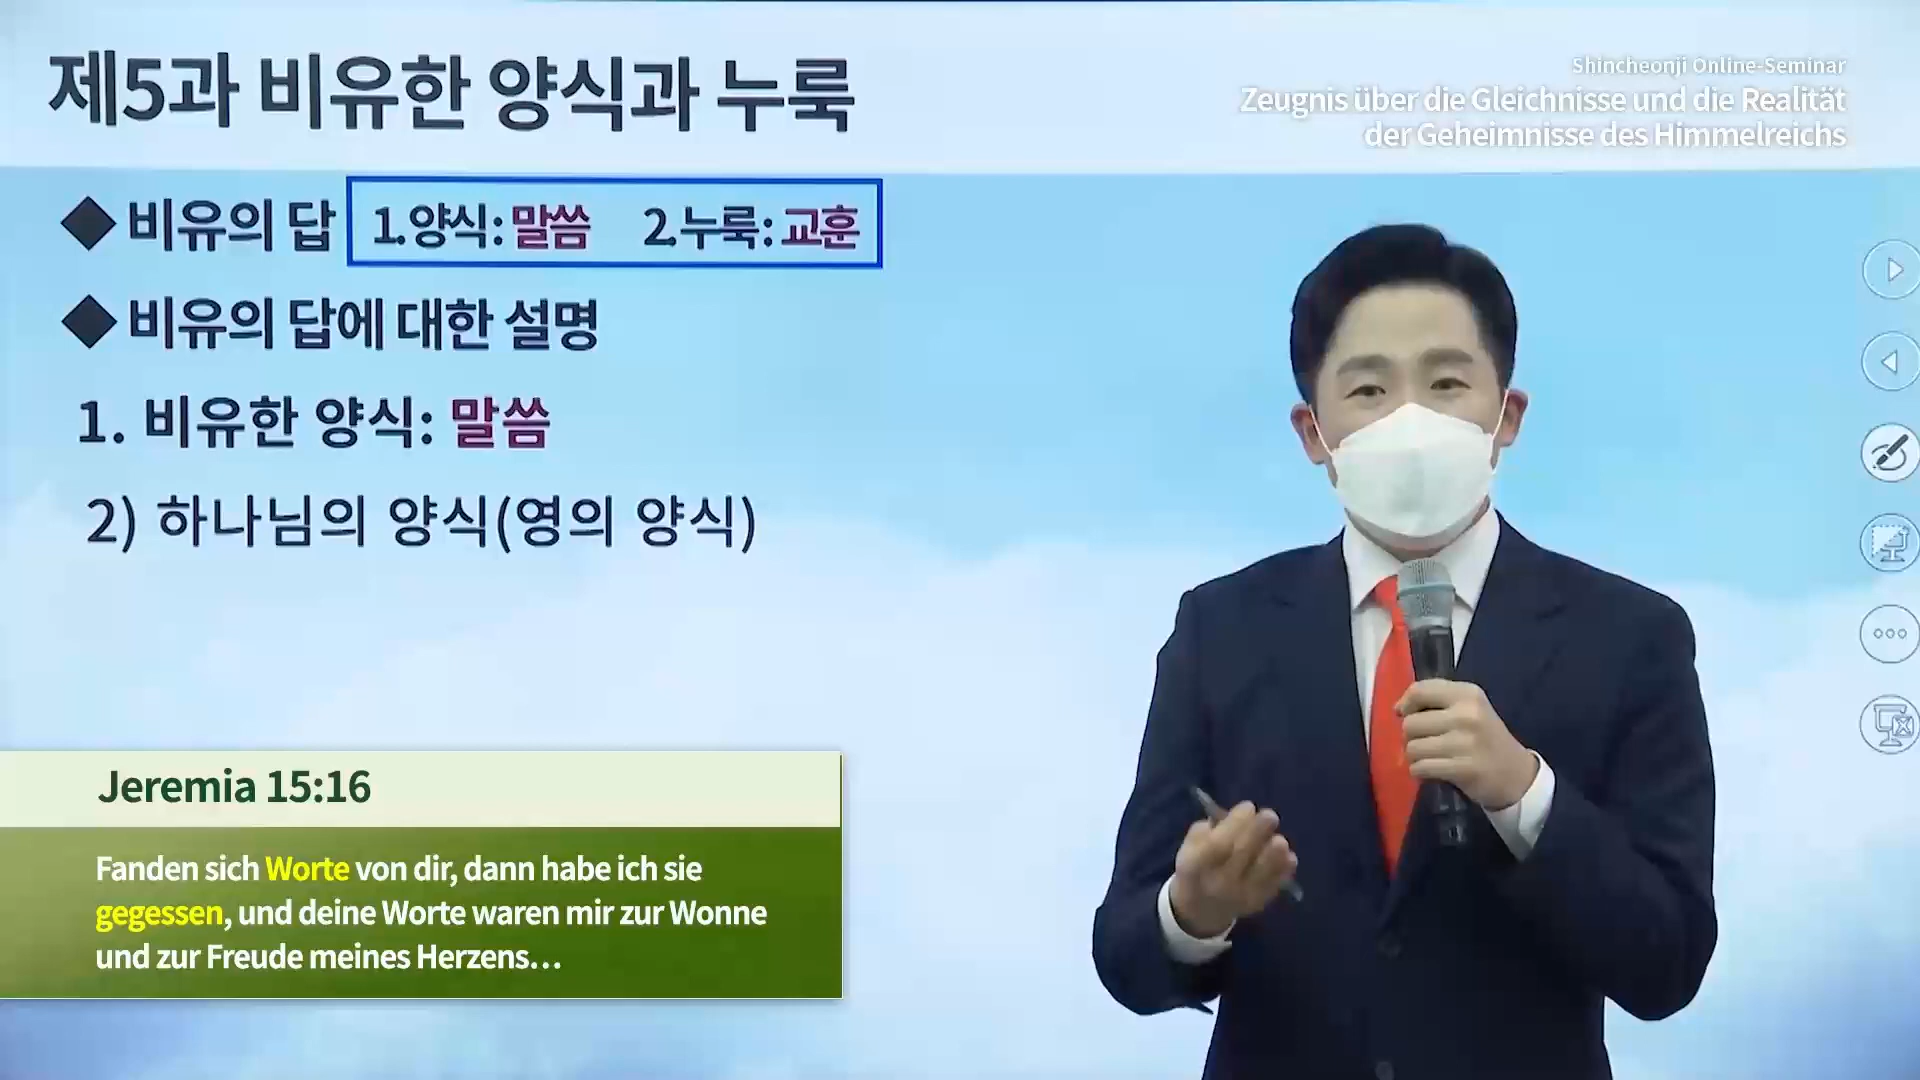 제5과 비유한 양식과 누룩
Shincheonji Online-Seminar
Zeugnis über die Gleichnisse und die Realität
der Geheimnisse des Himmelreichs
◆ 비유의 답 1.양식:말씀 2.누룩:교훈
◆ 비유의 답에 대한 설명
1. 비유한 양식: 말씀
2) 하나님의 양식(영의 양식)
Jeremia 15:16
Fanden sich Worte von dir, dann habe ich sie
gegessen, und deine Worte waren mir zur Wonne
und zur Freude meines Herzens…